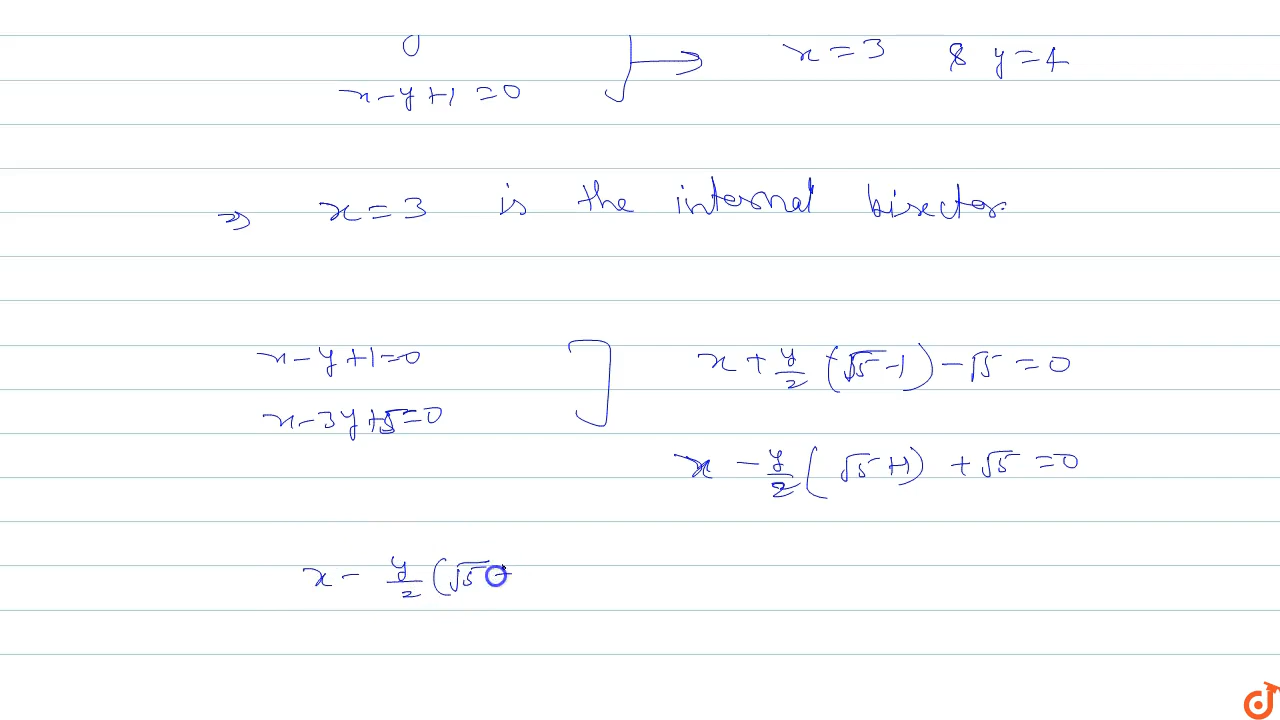 x = 3 & y = 4
x - y + 1 = 0
⇒ x = 3 is the internal bisector.
x - y + 1 = 0
x + y/2 (√5 - 1) - √5 = 0
x - 3y + 5 = 0
x - y/2 (√5 + 1) + √5 = 0
x - y/2 (√5 +